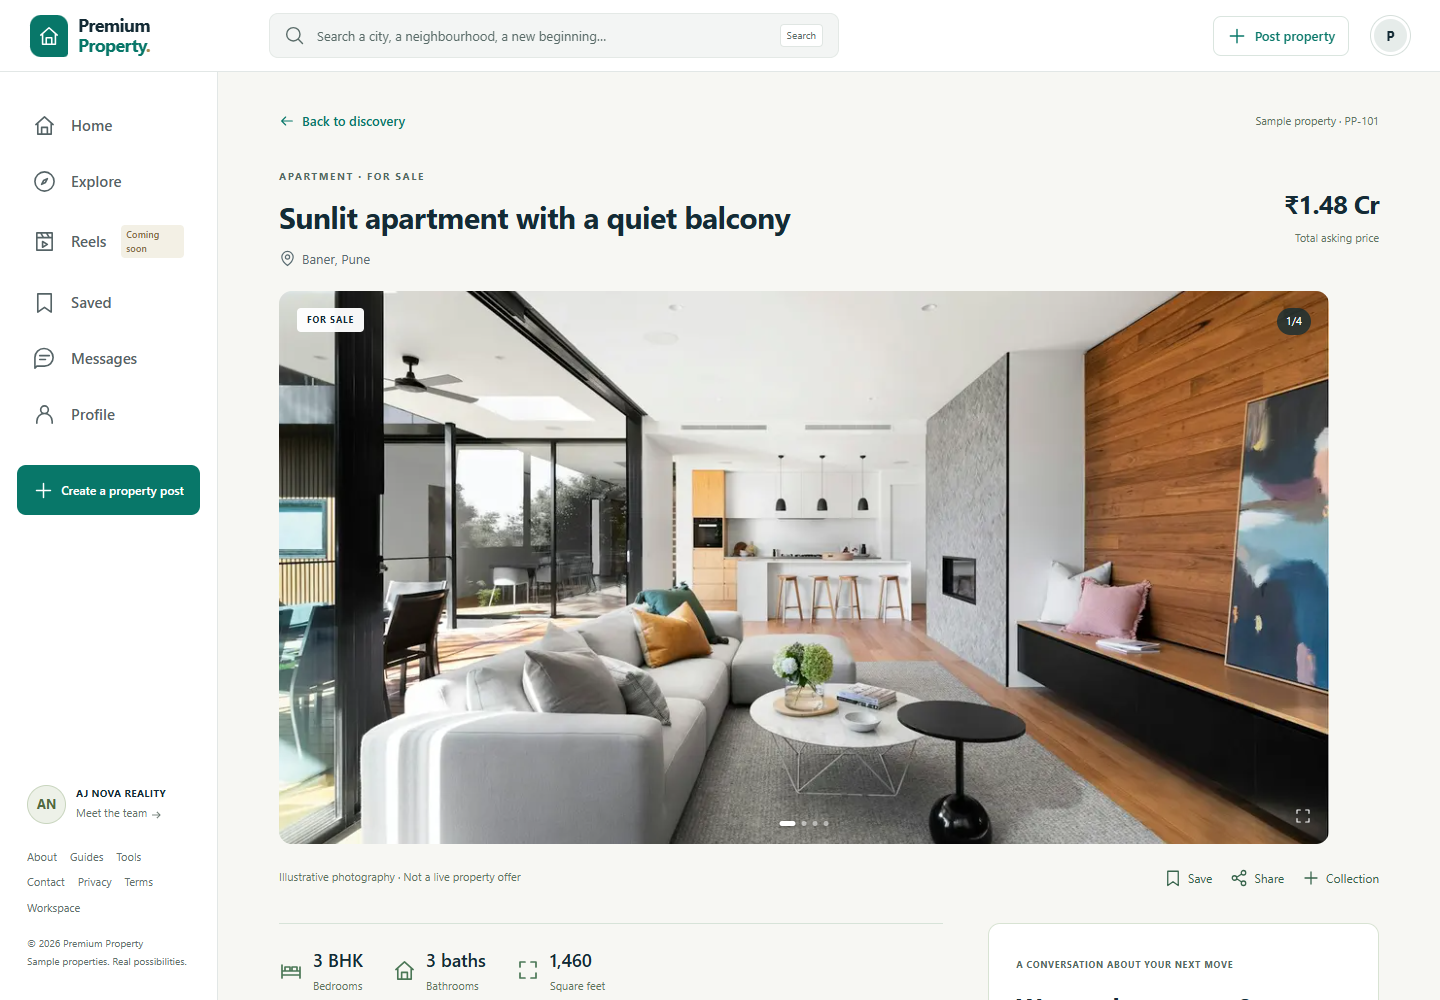 Premium
Property.
Search a city, a neighbourhood, a new beginning...
Search
Post property
P
Home
Explore
Reels
Coming
soon
Saved
Messages
Profile
Create a property post
AN
AJ NOVA REALITY
Meet the team →
About Guides Tools
Contact Privacy Terms
Workspace
© 2026 Premium Property
Sample properties. Real possibilities.
← Back to discovery
Sample property · PP-101
APARTMENT · FOR SALE
Sunlit apartment with a quiet balcony
Baner, Pune
₹1.48 Cr
Total asking price
FOR SALE
1/4
Illustrative photography · Not a live property offer
Save
Share
Collection
3 BHK
Bedrooms
3 baths
Bathrooms
1,460
Square feet
A CONVERSATION ABOUT YOUR NEXT MOVE